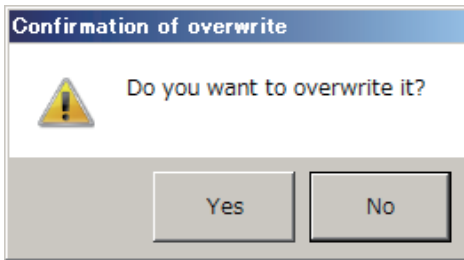 Confirmation of overwrite
Do you want to overwrite it?
Yes No